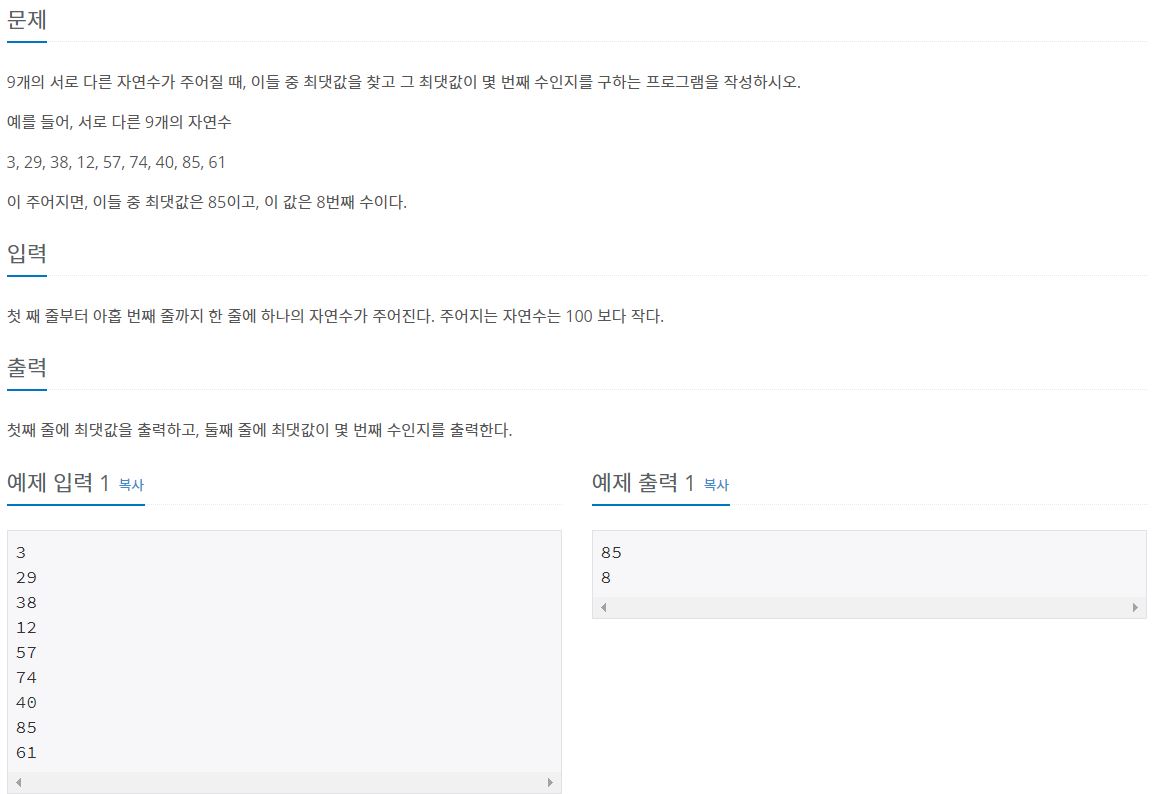 문제
9개의 서로 다른 자연수가 주어질 때, 이들 중 최댓값을 찾고 그 최댓값이 몇 번째 수인지를 구하는 프로그램을 작성하시오.
예를 들어, 서로 다른 9개의 자연수
3, 29, 38, 12, 57, 74, 40, 85, 61
이 주어지면, 이들 중 최댓값은 85이고, 이 값은 8번째 수이다.
입력
첫 째 줄부터 아홉 번째 줄까지 한 줄에 하나의 자연수가 주어진다. 주어지는 자연수는 100 보다 작다.
출력
첫째 줄에 최댓값을 출력하고, 둘째 줄에 최댓값이 몇 번째 수인지를 출력한다.
예제 입력 1 복사
3
29
38
12
57
74
40
85
61
예제 출력 1 복사
85
8